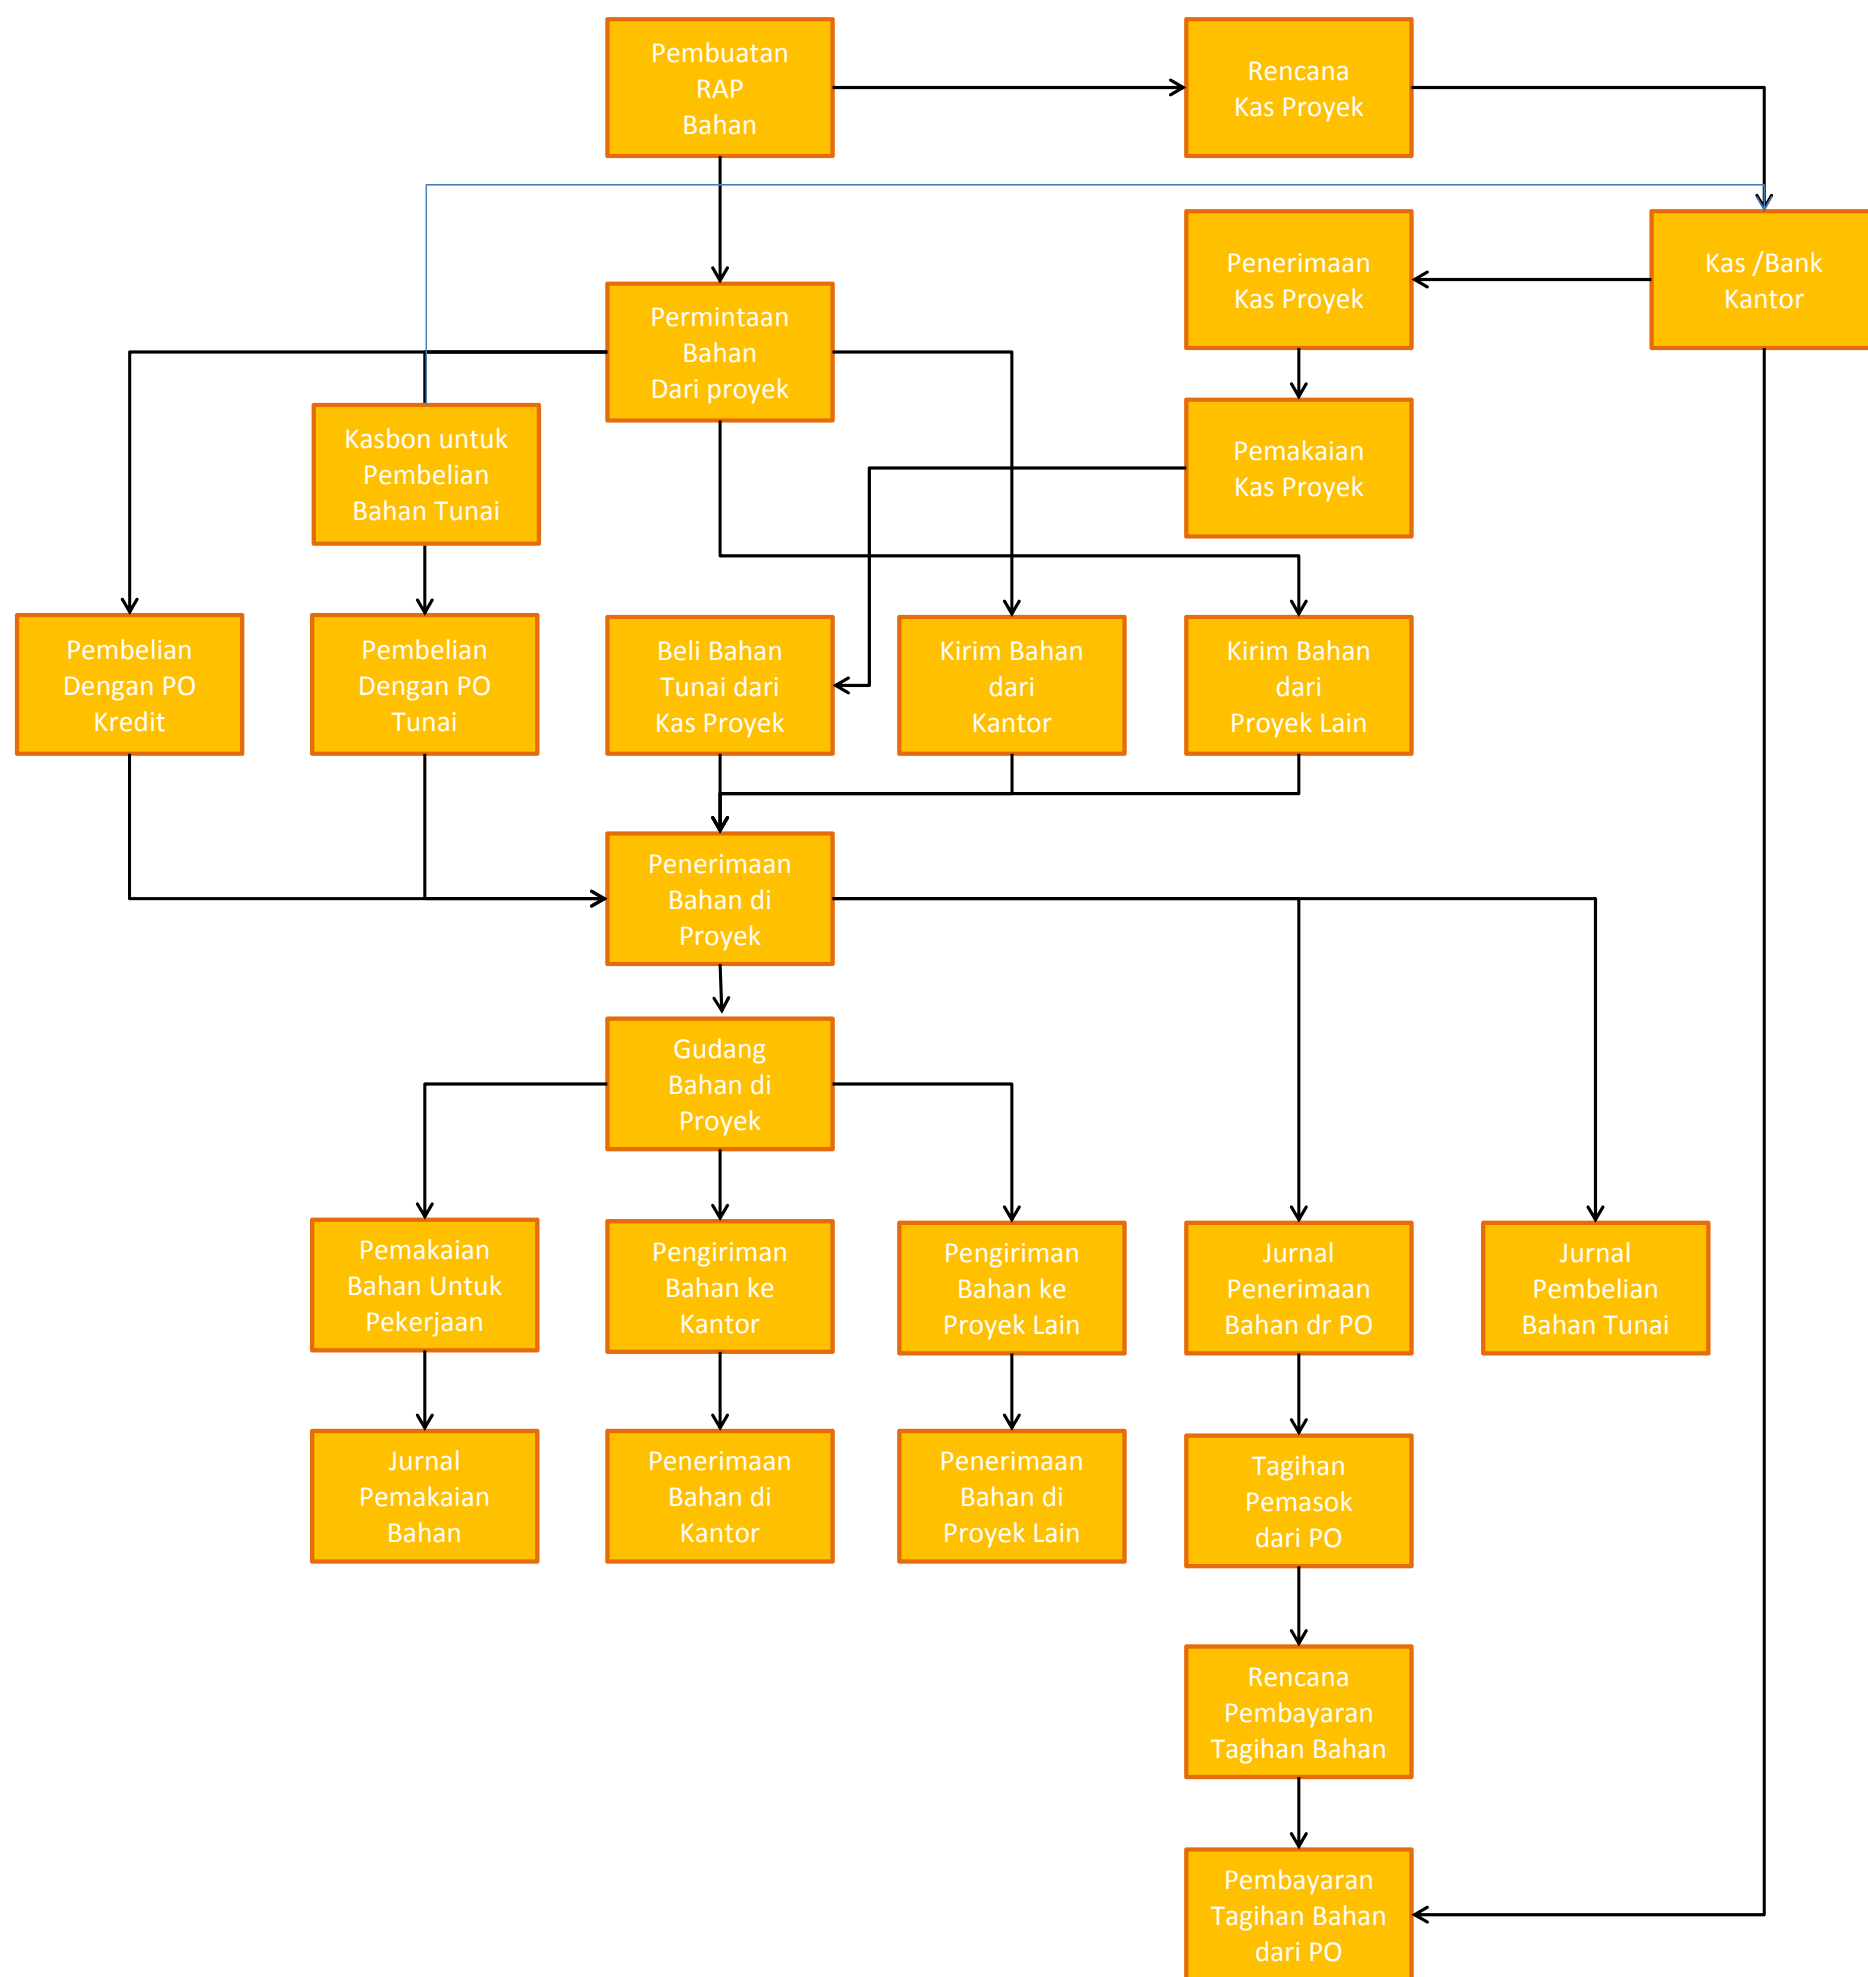 Pembuatan
RAP
Bahan
Rencana
Kas Proyek
Penerimaan
Kas Proyek
Kas /Bank
Kantor
Permintaan
Bahan
Dari proyek
Kasbon untuk
Pembelian
Bahan Tunai
Pemakaian
Kas Proyek
Pembelian
Dengan PO
Kredit
Pembelian
Dengan PO
Tunai
Beli Bahan
Tunai dari
Kas Proyek
Kirim Bahan
dari
Kantor
Kirim Bahan
dari
Proyek Lain
Penerimaan
Bahan di
Proyek
Gudang
Bahan di
Proyek
Pemakaian
Bahan Untuk
Pekerjaan
Pengiriman
Bahan ke
Kantor
Pengiriman
Bahan ke
Proyek Lain
Jurnal
Penerimaan
Bahan dr PO
Jurnal
Pembelian
Bahan Tunai
Jurnal
Pemakaian
Bahan
Penerimaan
Bahan di
Kantor
Penerimaan
Bahan di
Proyek Lain
Tagihan
Pemasok
dari PO
Rencana
Pembayaran
Tagihan Bahan
Pembayaran
Tagihan Bahan
dari PO